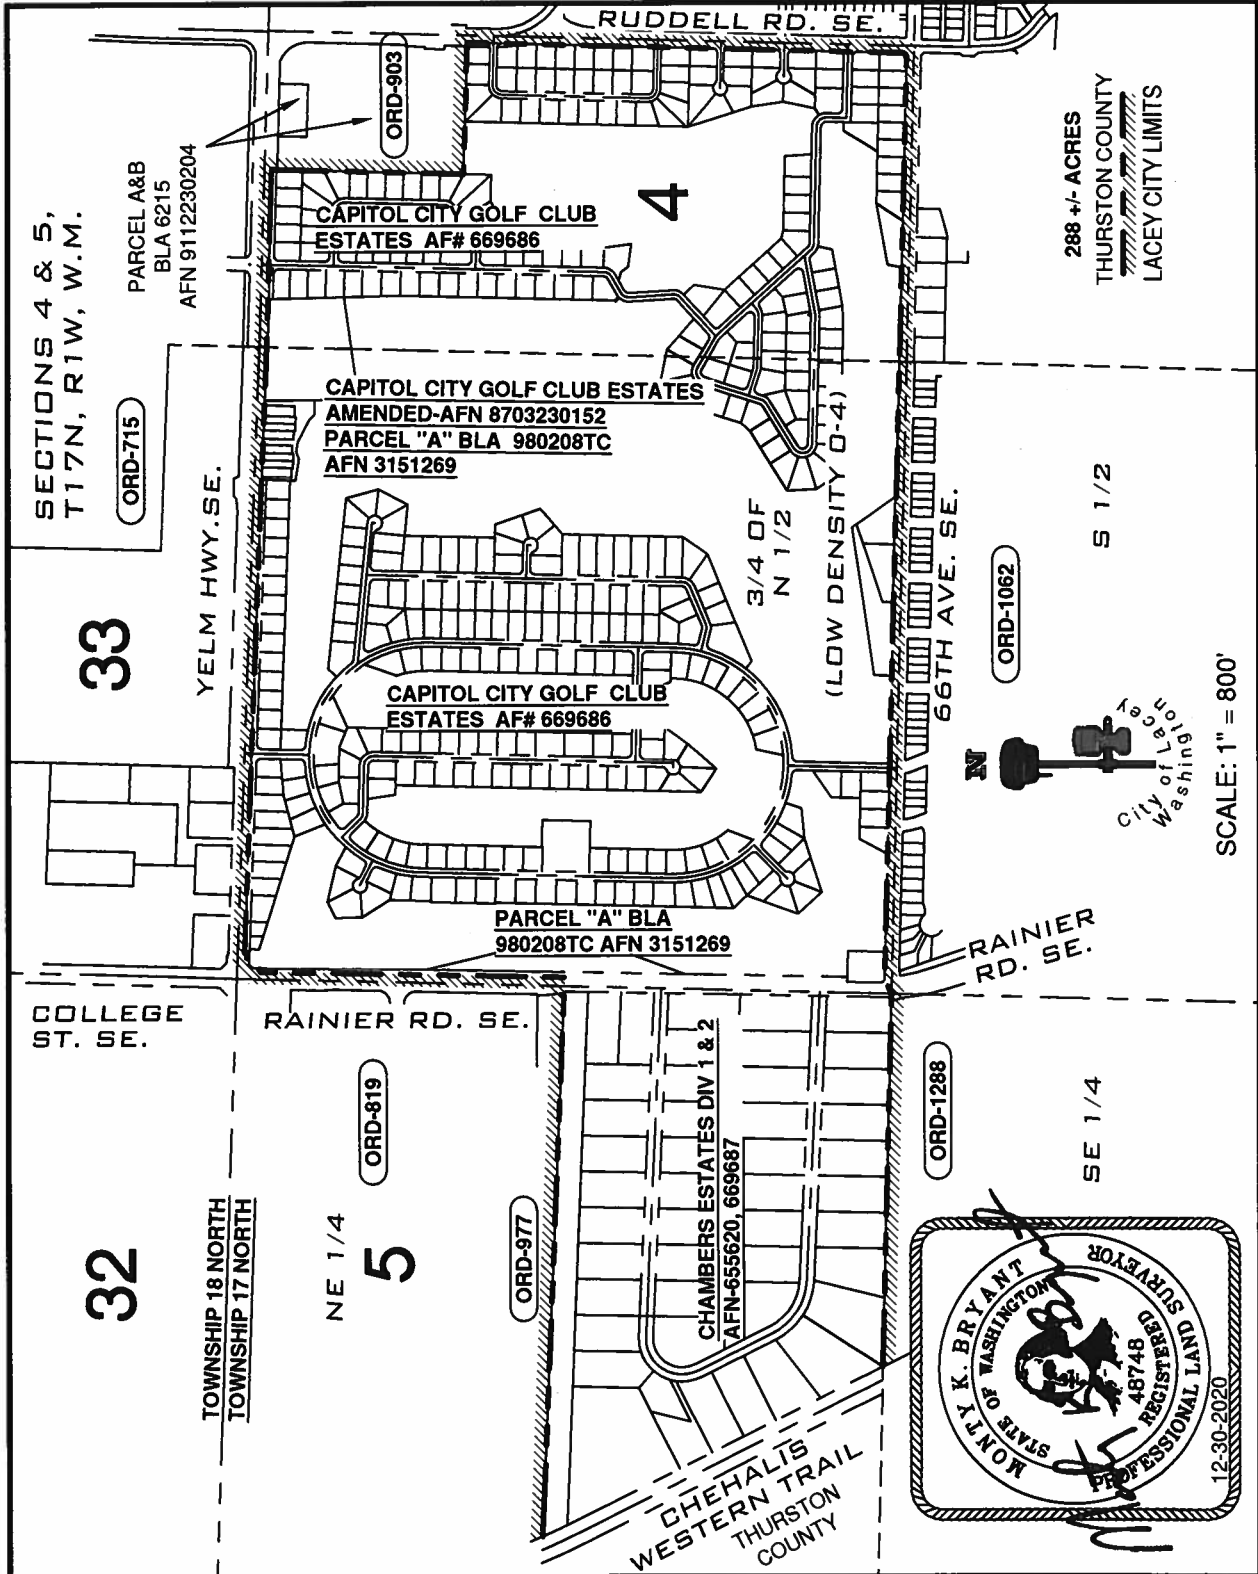 SECTIONS 4 & 5,
T17N, R1W, W.M.
32
33
TOWNSHIP 18 NORTH
TOWNSHIP 17 NORTH
COLLEGE
ST. SE.
YELM HWY.SE.
ORD-715
PARCEL A&B
BLA 6215
AFN 9112230204
ORD-903
RUDDELL RD. SE.
NE 1/4
5
ORD-819
RAINIER RD. SE.
ORD-977
CAPITOL CITY GOLF CLUB
ESTATES AF# 669686
4
CAPITOL CITY GOLF CLUB ESTATES
AMENDED-AFN 8703230152
PARCEL "A" BLA 980208TC
AFN 3151269
CAPITOL CITY GOLF CLUB
ESTATES AF# 669686
3/4 OF
N 1/2
(LOW DENSITY 0-4)
PARCEL "A" BLA
980208TC AFN 3151269
CHAMBERS ESTATES DIV 1 & 2
AFN-655620, 669687
CHEHALIS
WESTERN TRAIL
THURSTON
COUNTY
66TH AVE. SE.
RAINIER
RD. SE.
ORD-1062
ORD-1288
S 1/2
SE 1/4
288 +/- ACRES
THURSTON COUNTY
LACEY CITY LIMITS
N
City of Lacey
Washington
SCALE: 1" = 800'
MONTY K. BRYANT
STATE OF WASHINGTON
48748
REGISTERED
PROFESSIONAL LAND SURVEYOR
12-30-2020